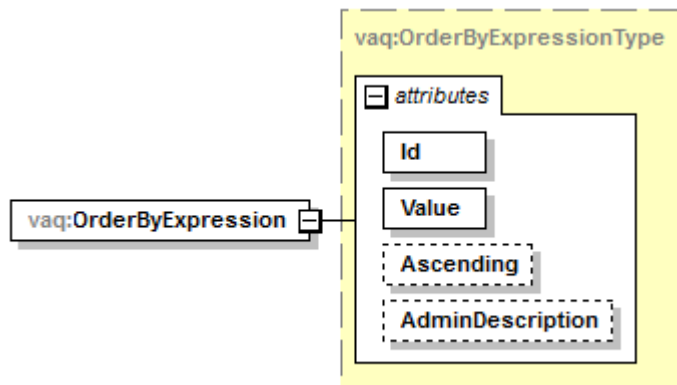 vaq:OrderByExpressionType
attributes
Id
Value
vaq:OrderByExpression
Ascending
AdminDescription